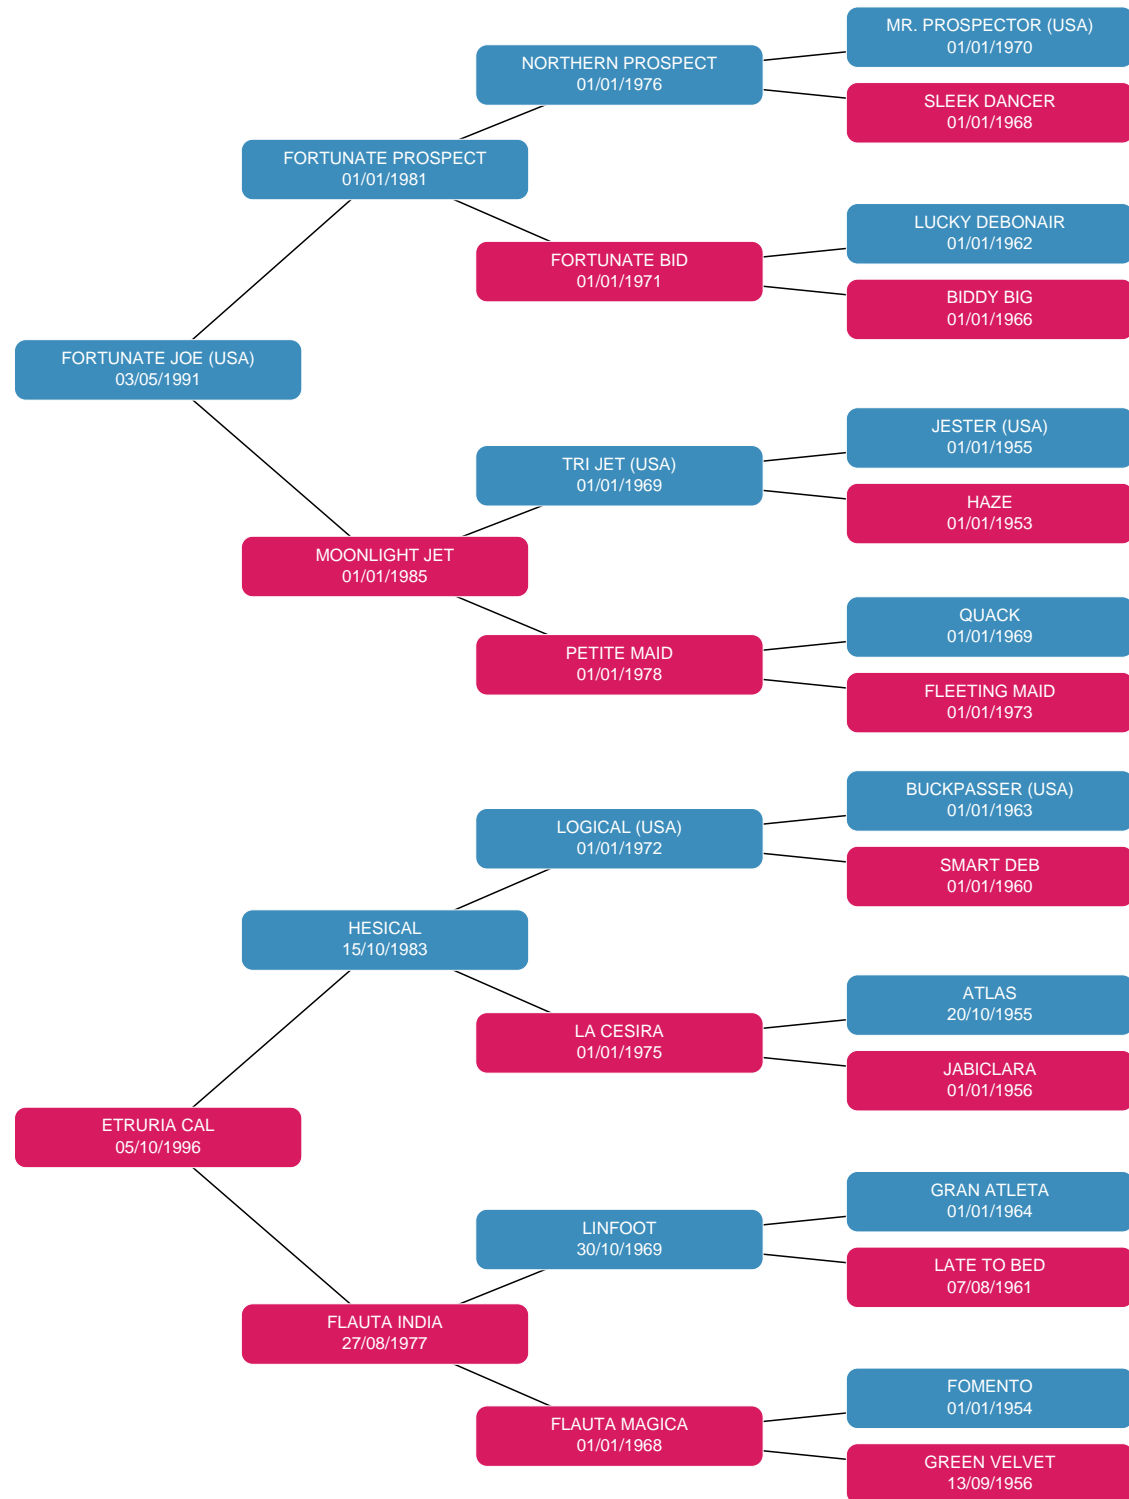 MR. PROSPECTOR (USA)
01/01/1970
NORTHERN PROSPECT
01/01/1976
SLEEK DANCER
01/01/1968
FORTUNATE PROSPECT
01/01/1981
LUCKY DEBONAIR
01/01/1962
FORTUNATE BID
01/01/1971
BIDDY BIG
01/01/1966
FORTUNATE JOE (USA)
03/05/1991
JESTER (USA)
01/01/1955
TRI JET (USA)
01/01/1969
HAZE
01/01/1953
MOONLIGHT JET
01/01/1985
QUACK
01/01/1969
PETITE MAID
01/01/1978
FLEETING MAID
01/01/1973
BUCKPASSER (USA)
01/01/1963
LOGICAL (USA)
01/01/1972
SMART DEB
01/01/1960
HESICAL
15/10/1983
ATLAS
20/10/1955
LA CESIRA
01/01/1975
JABICLARA
01/01/1956
ETRURIA CAL
05/10/1996
GRAN ATLETA
01/01/1964
LINFOOT
30/10/1969
LATE TO BED
07/08/1961
FLAUTA INDIA
27/08/1977
FOMENTO
01/01/1954
FLAUTA MAGICA
01/01/1968
GREEN VELVET
13/09/1956